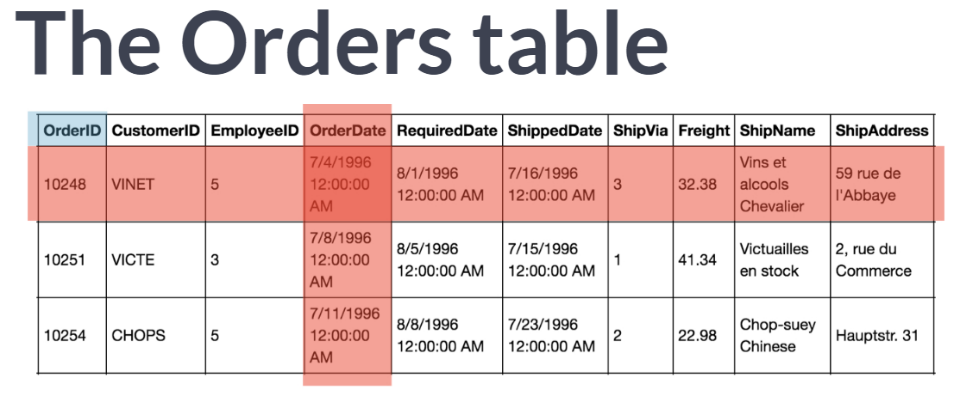 The Orders table
OrderID CustomerID EmployeeID OrderDate RequiredDate ShippedDate ShipVia Freight ShipName ShipAddress
10248 VINET 5 7/4/1996 12:00:00 AM 8/1/1996 12:00:00 AM 7/16/1996 12:00:00 AM 3 32.38 Vins et alcools Chevalier 59 rue de l'Abbaye
10251 VICTE 3 7/8/1996 12:00:00 AM 8/5/1996 12:00:00 AM 7/15/1996 12:00:00 AM 1 41.34 Victuailles en stock 2, rue du Commerce
10254 CHOPS 5 7/11/1996 12:00:00 AM 8/8/1996 12:00:00 AM 7/23/1996 12:00:00 AM 2 22.98 Chop-suey Chinese Hauptstr. 31